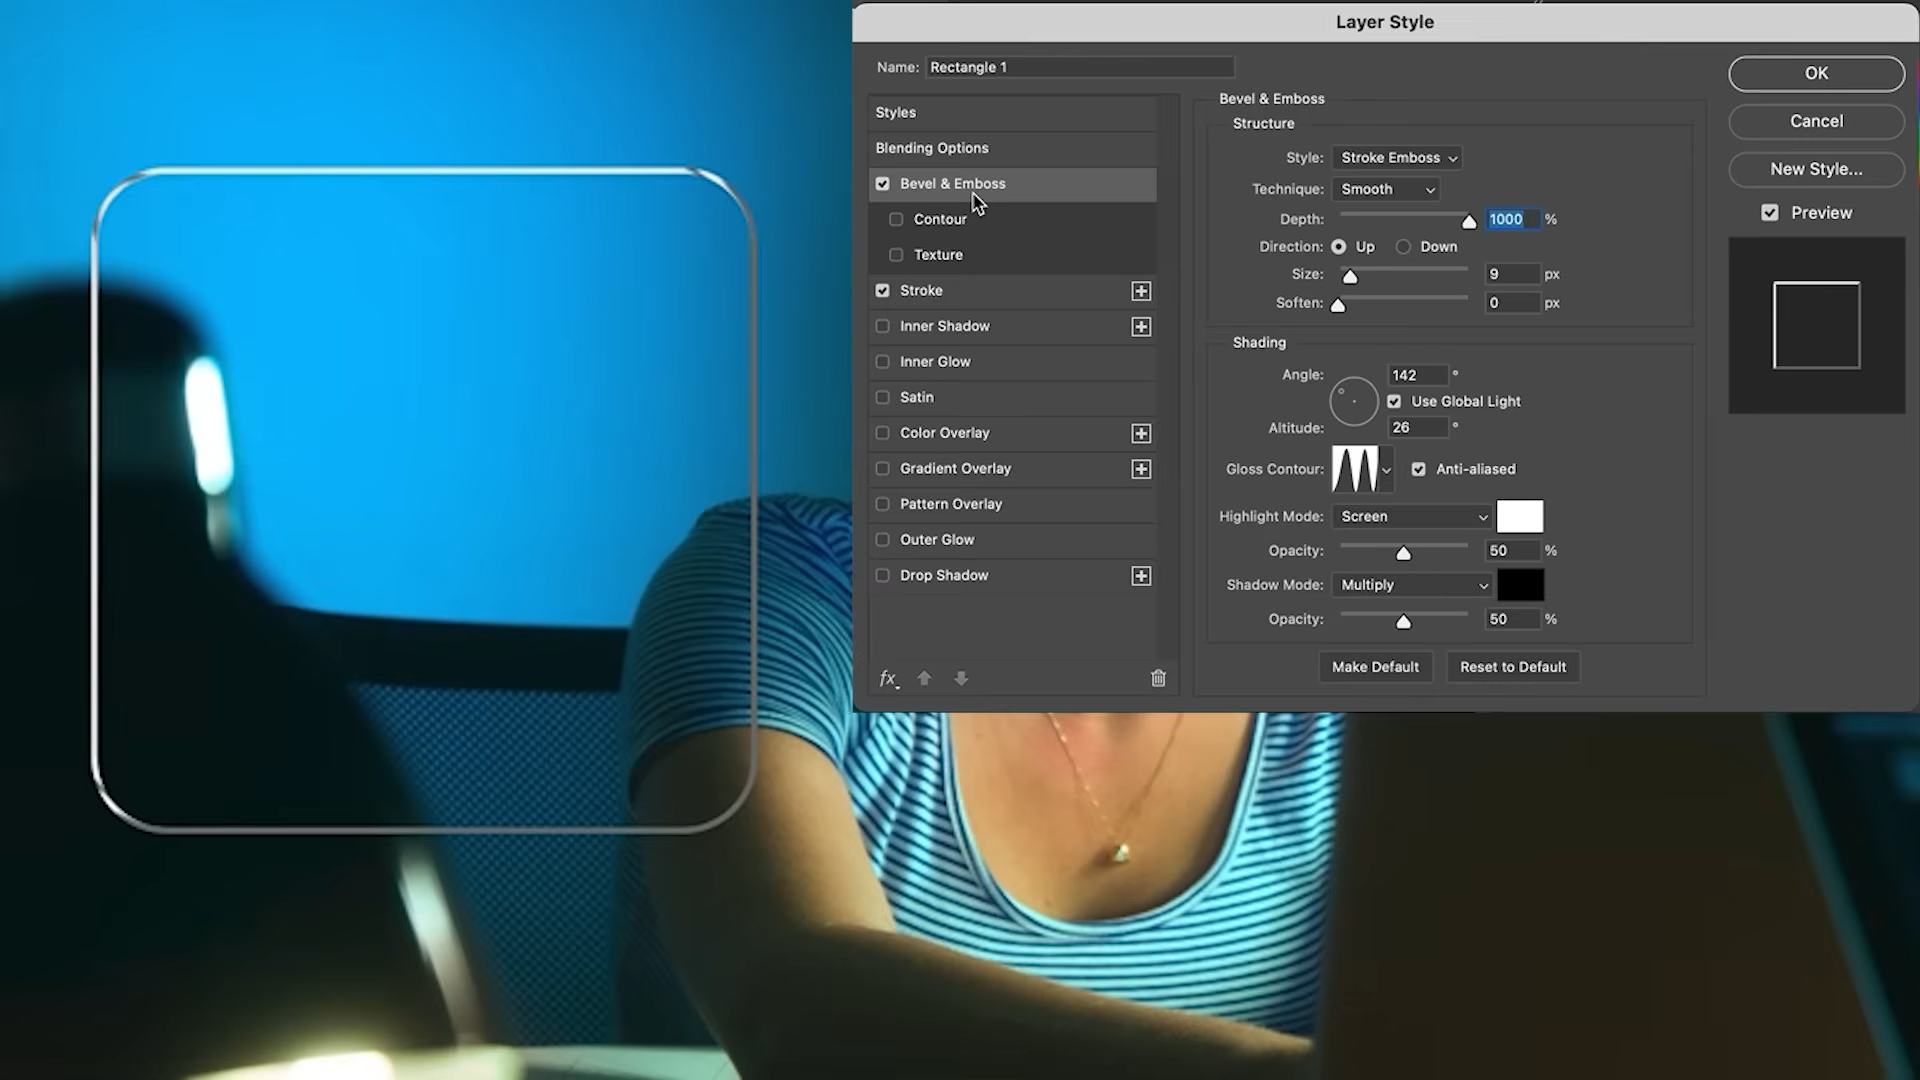 Layer Style
Name: Rectangle 1
Styles
Blending Options
Bevel & Emboss
Contour
Texture
Stroke
Inner Shadow
Inner Glow
Satin
Color Overlay
Gradient Overlay
Pattern Overlay
Outer Glow
Drop Shadow
fx
Bevel & Emboss
Structure
Style: Stroke Emboss
Technique: Smooth
Depth: 1000 %
Direction: Up Down
Size: 9 px
Soften: 0 px
Shading
Angle: 142 °
Use Global Light
Altitude: 26 °
Gloss Contour: Anti-aliased
Highlight Mode: Screen
Opacity: 50 %
Shadow Mode: Multiply
Opacity: 50 %
Make Default Reset to Default
OK
Cancel
New Style...
Preview